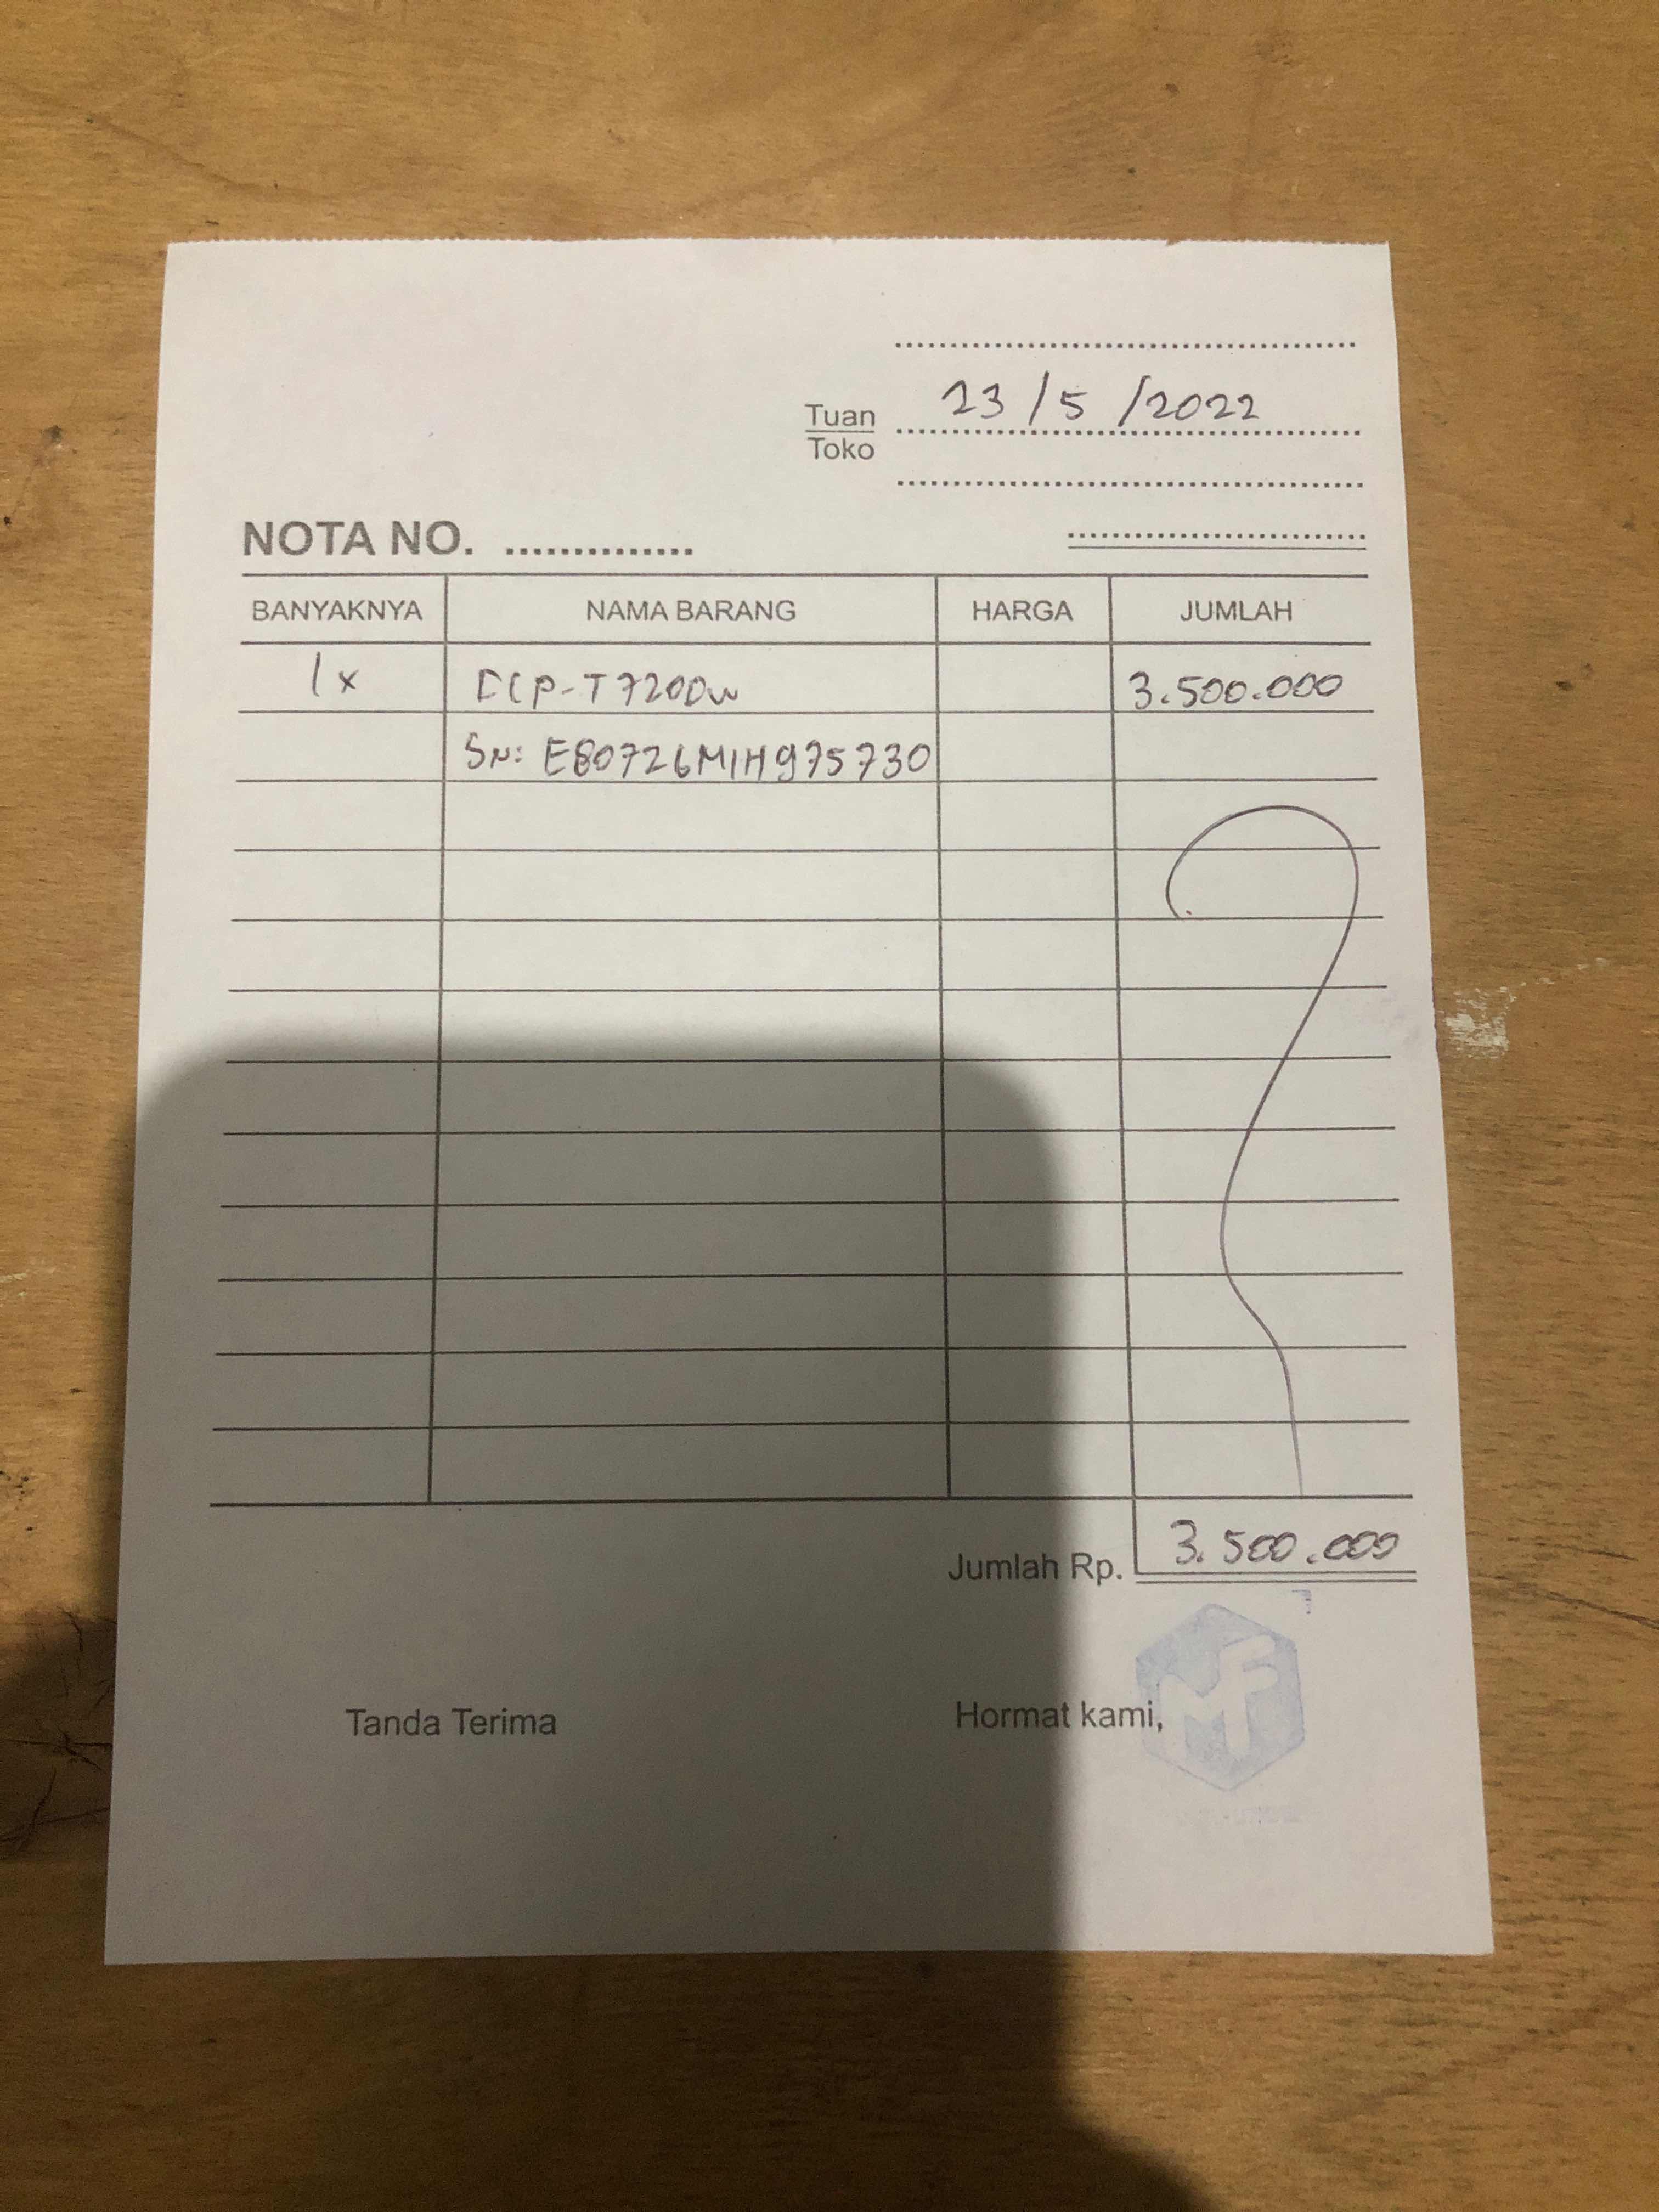 23/5/2022
Tuan
Toko
NOTA NO. ..............
BANYAKNYA NAMA BARANG HARGA JUMLAH
1x DCP-T720DW 3.500.000
SN: E80726M1H975730
Jumlah Rp. 3.500.000
Tanda Terima Hormat kami,
MF